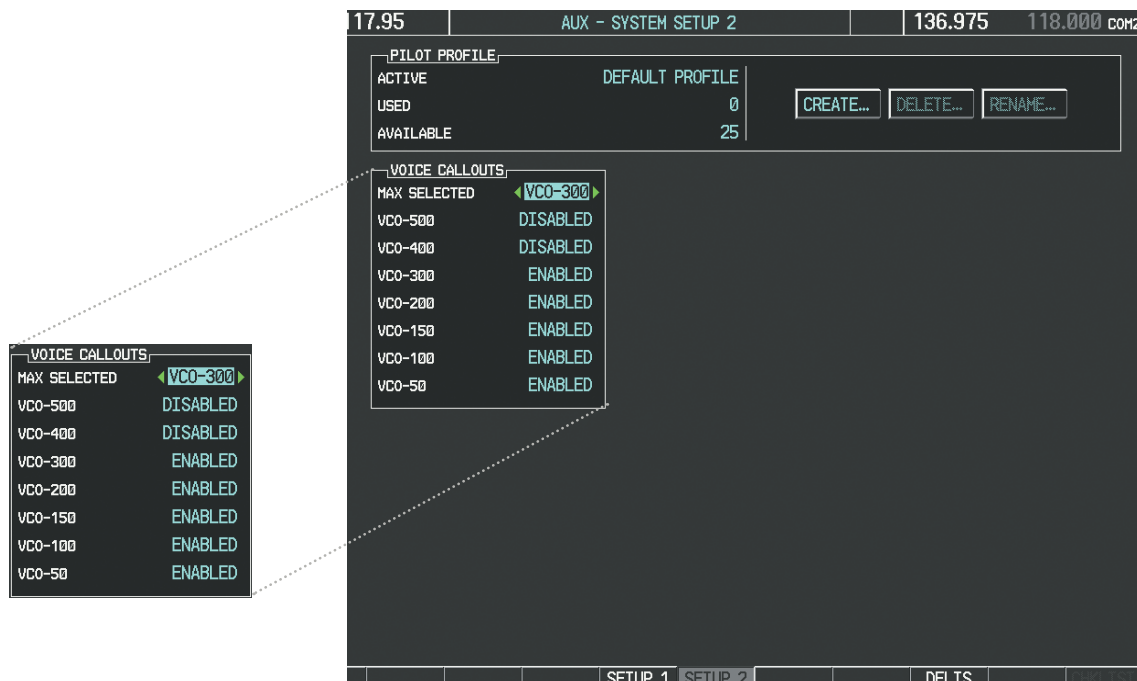 17.95 AUX - SYSTEM SETUP 2 136.975 118.000 COM2
PILOT PROFILE
ACTIVE DEFAULT PROFILE
USED 0
AVAILABLE 25
CREATE... DELETE... RENAME...
VOICE CALLOUTS
MAX SELECTED VCO-300
VCO-500 DISABLED
VCO-400 DISABLED
VCO-300 ENABLED
VCO-200 ENABLED
VCO-150 ENABLED
VCO-100 ENABLED
VCO-50 ENABLED
VOICE CALLOUTS
MAX SELECTED VCO-300
VCO-500 DISABLED
VCO-400 DISABLED
VCO-300 ENABLED
VCO-200 ENABLED
VCO-150 ENABLED
VCO-100 ENABLED
VCO-50 ENABLED
SETUP 1 SETUP 2 DFLTS CHKLIST